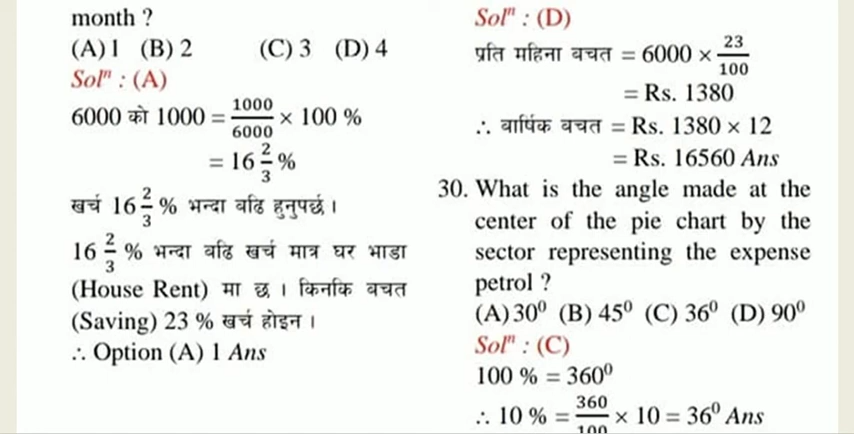 month ?
(A) 1 (B) 2 (C) 3 (D) 4
Solⁿ : (A)
6000 को 1000 = 1000/6000 × 100 %
= 16 2/3 %
खर्च 16 2/3 % भन्दा बढि हुनुपर्छ ।
16 2/3 % भन्दा बढि खर्च मात्र घर भाडा
(House Rent) मा छ । किनकि बचत
(Saving) 23 % खर्च होइन ।
∴ Option (A) 1 Ans
Solⁿ : (D)
प्रति महिना बचत = 6000 × 23/100
= Rs. 1380
∴ वार्षिक बचत = Rs. 1380 × 12
= Rs. 16560 Ans
30. What is the angle made at the
center of the pie chart by the
sector representing the expense
petrol ?
(A) 30⁰ (B) 45⁰ (C) 36⁰ (D) 90⁰
Solⁿ : (C)
100 % = 360⁰
∴ 10 % = 360/100 × 10 = 36⁰ Ans